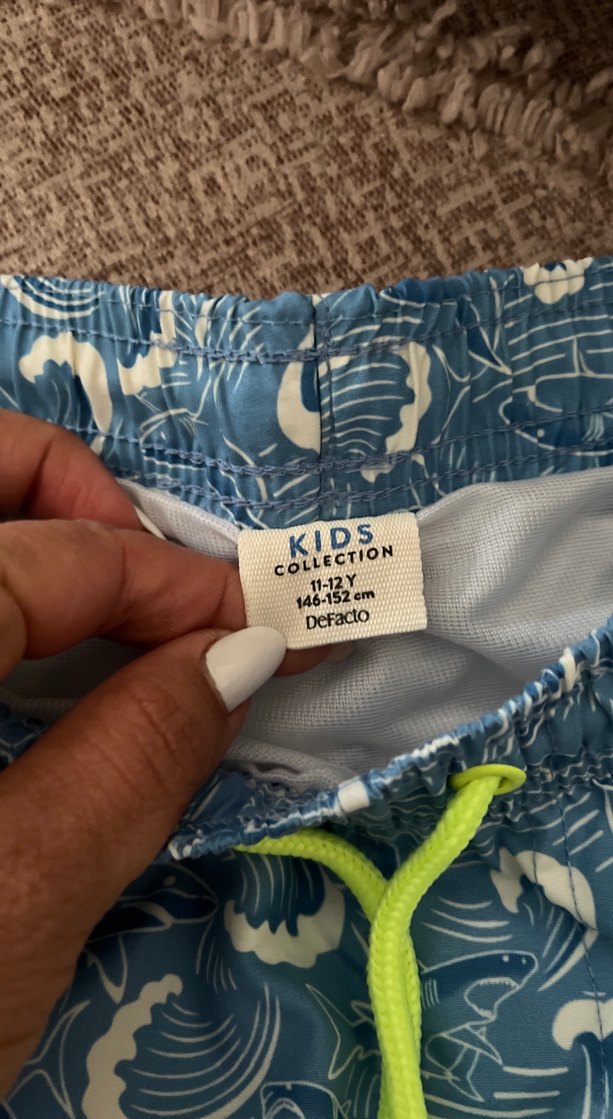 KIDS
COLLECTION
11-12 Y
146-152 cm
DeFacto